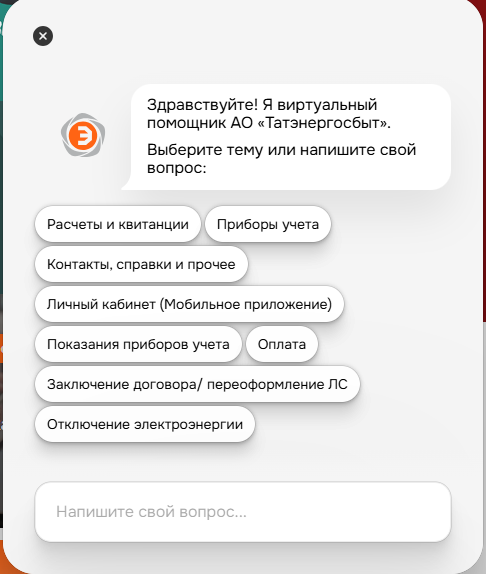 Здравствуйте! Я виртуальный
помощник АО «Татэнергосбыт».
Выберите тему или напишите свой
вопрос:
Э
Расчеты и квитанции
Приборы учета
Контакты, справки и прочее
Личный кабинет (Мобильное приложение)
Показания приборов учета
Оплата
Заключение договора/ переоформление ЛС
Отключение электроэнергии
Напишите свой вопрос...